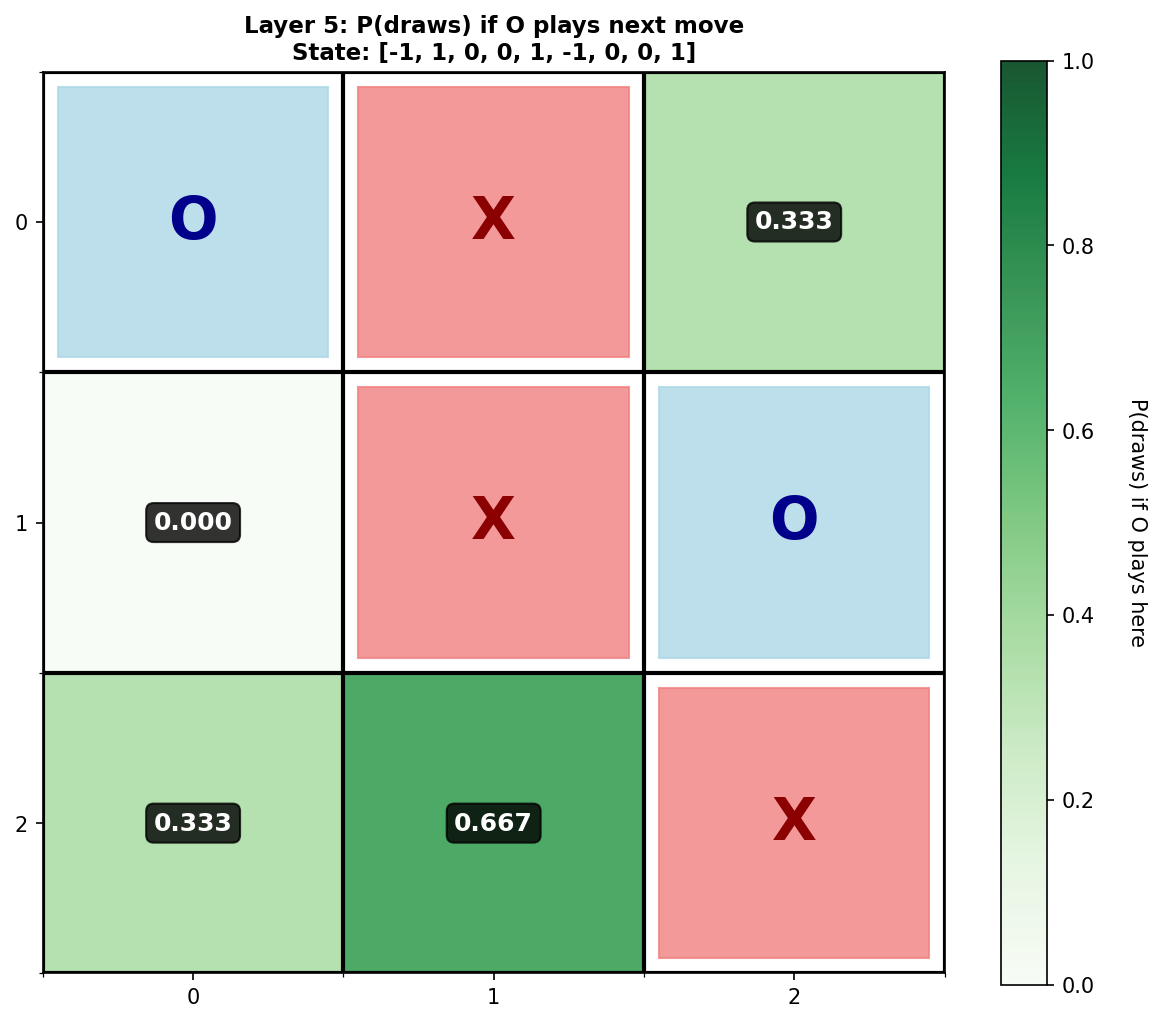 Layer 5: P(draws) if O plays next move
State: [-1, 1, 0, 0, 1, -1, 0, 0, 1]
O
X
0.333
0.000
X
O
0.333
0.667
X
0
1
2
0
1
2
1.0
0.8
0.6
0.4
0.2
0.0
P(draws) if O plays here